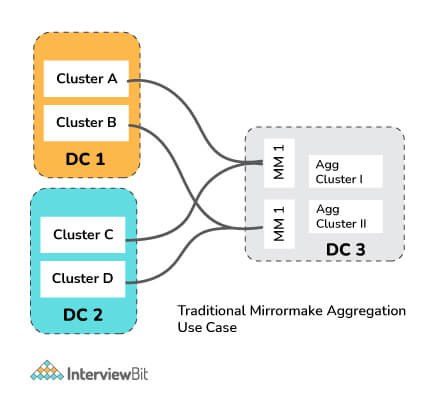 Cluster A
Cluster B
DC 1
Cluster C
Cluster D
DC 2
MM 1
Agg
Cluster I
MM 1
Agg
Cluster II
DC 3
Traditional Mirrormake Aggregation
Use Case
InterviewBit